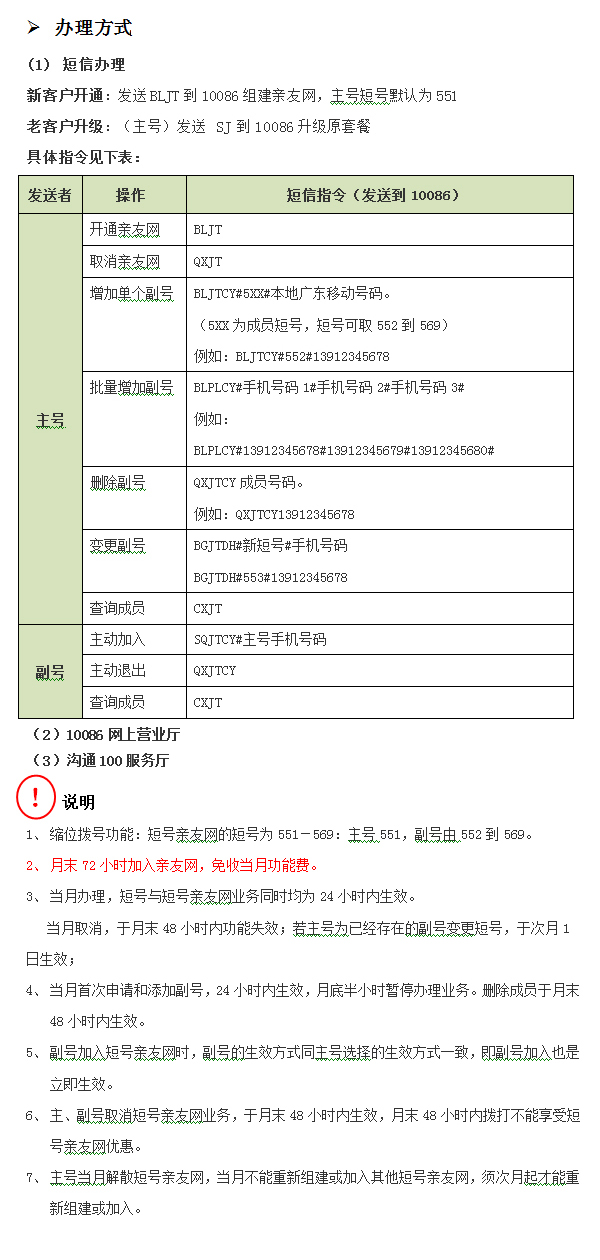 ➢ 办理方式
（1） 短信办理
新客户开通：发送 BLJT 到 10086 组建亲友网，主号短号默认为 551
老客户升级：（主号）发送 SJ 到 10086 升级原套餐
具体指令见下表：
发送者 操作 短信指令（发送到 10086）
主号
开通亲友网 BLJT
取消亲友网 QXJT
增加单个副号 BLJTCY#5XX#本地广东移动号码。
（5XX 为成员短号，短号可取 552 到 569）
例如：BLJTCY#552#13912345678
批量增加副号 BLPLCY#手机号码 1#手机号码 2#手机号码 3#
例如：
BLPLCY#13912345678#13912345679#13912345680#
删除副号 QXJTCY 成员号码。
例如：QXJTCY13912345678
变更副号 BGJTDH#新短号#手机号码
BGJTDH#553#13912345678
查询成员 CXJT
副号
主动加入 SQJTCY#主号手机号码
主动退出 QXJTCY
查询成员 CXJT
（2）10086 网上营业厅
（3）沟通 100 服务厅
! 说明
1、 缩位拨号功能：短号亲友网的短号为 551－569：主号 551，副号由 552 到 569。
2、 月末 72 小时加入亲友网，免收当月功能费。
3、 当月办理，短号与短号亲友网业务同时均为 24 小时内生效。
当月取消，于月末 48 小时内功能失效；若主号为已经存在的副号变更短号，于次月 1
日生效；
4、 当月首次申请和添加副号，24 小时内生效，月底半小时暂停办理业务。删除成员于月末
48 小时内生效。
5、 副号加入短号亲友网时，副号的生效方式同主号选择的生效方式一致，即副号加入也是
立即生效。
6、 主、副号取消短号亲友网业务，于月末 48 小时内生效，月末 48 小时内拨打不能享受短
号亲友网优惠。
7、 主号当月解散短号亲友网，当月不能重新组建或加入其他短号亲友网，须次月起才能重
新组建或加入。